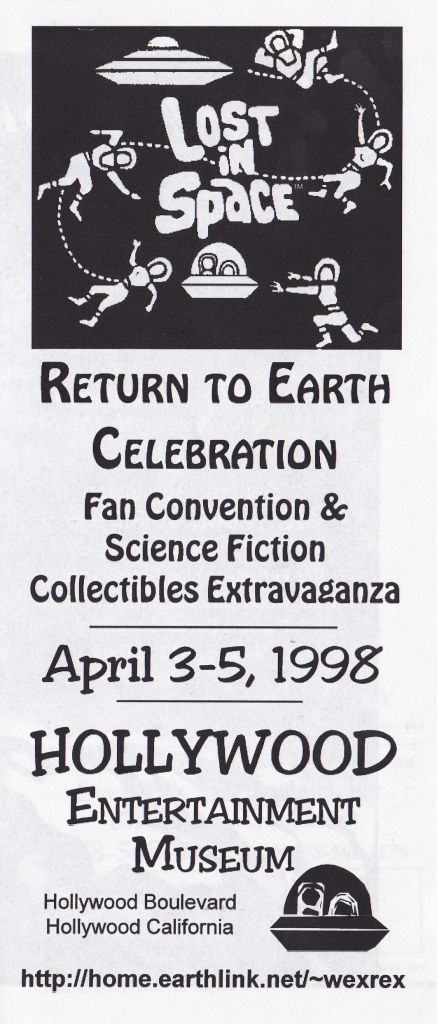 LOST
in
Space™
RETURN TO EARTH
CELEBRATION
Fan Convention &
Science Fiction
Collectibles Extravaganza
April 3-5, 1998
HOLLYWOOD
ENTERTAINMENT
MUSEUM
Hollywood Boulevard
Hollywood California
http://home.earthlink.net/~wexrex